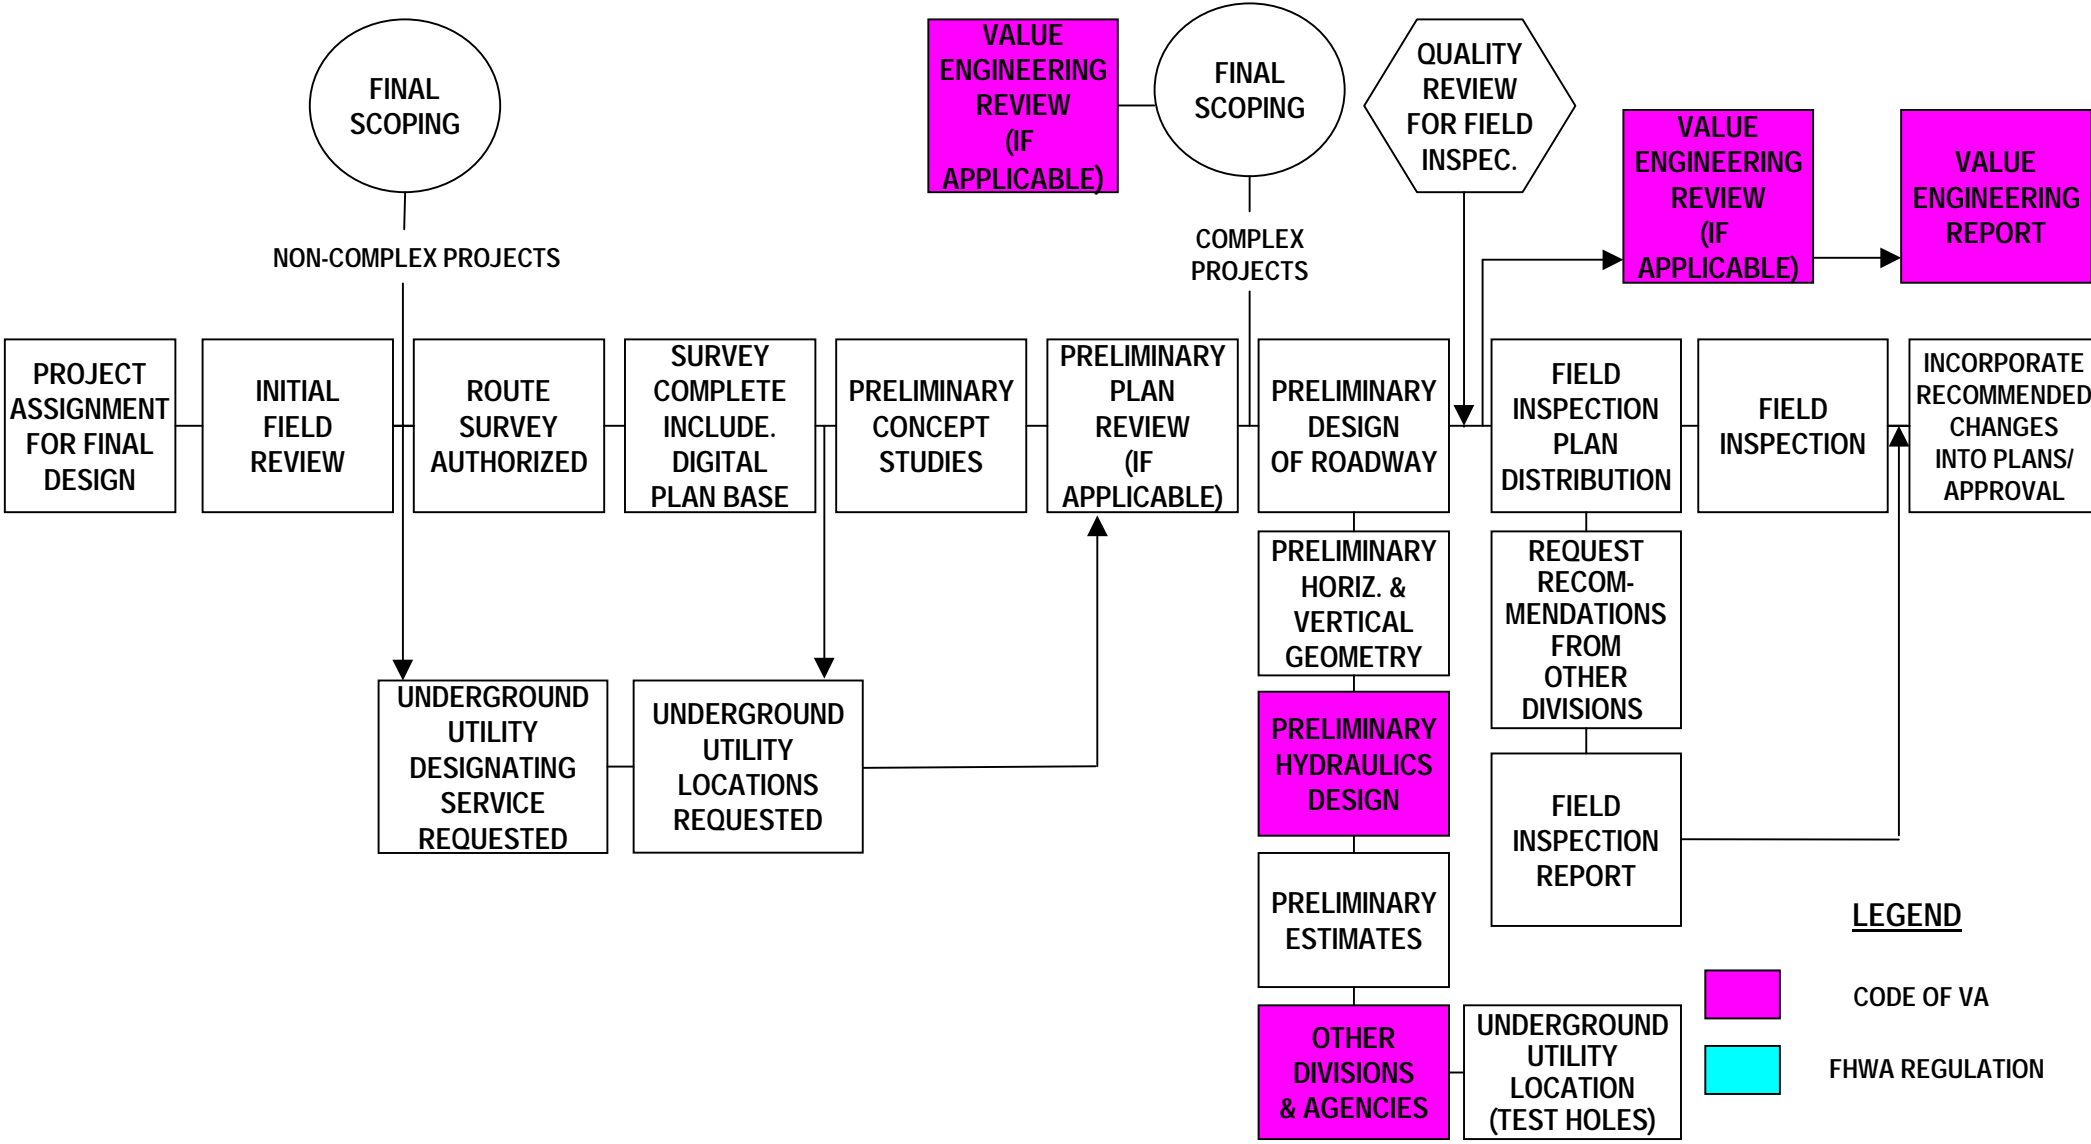 FINAL
SCOPING
VALUE
ENGINEERING
REVIEW
(IF
APPLICABLE)
FINAL
SCOPING
QUALITY
REVIEW
FOR FIELD
INSPEC.
VALUE
ENGINEERING
REVIEW
(IF
APPLICABLE)
VALUE
ENGINEERING
REPORT
NON-COMPLEX PROJECTS
COMPLEX
PROJECTS
PROJECT
ASSIGNMENT
FOR FINAL
DESIGN
INITIAL
FIELD
REVIEW
ROUTE
SURVEY
AUTHORIZED
SURVEY
COMPLETE
INCLUDE.
DIGITAL
PLAN BASE
PRELIMINARY
CONCEPT
STUDIES
PRELIMINARY
PLAN
REVIEW
(IF
APPLICABLE)
PRELIMINARY
DESIGN
OF ROADWAY
FIELD
INSPECTION
PLAN
DISTRIBUTION
FIELD
INSPECTION
INCORPORATE
RECOMMENDED
CHANGES
INTO PLANS/
APPROVAL
UNDERGROUND
UTILITY
DESIGNATING
SERVICE
REQUESTED
UNDERGROUND
UTILITY
LOCATIONS
REQUESTED
PRELIMINARY
HORIZ. &
VERTICAL
GEOMETRY
PRELIMINARY
HYDRAULICS
DESIGN
PRELIMINARY
ESTIMATES
OTHER
DIVISIONS
& AGENCIES
UNDERGROUND
UTILITY
LOCATION
(TEST HOLES)
REQUEST
RECOM-
MENDATIONS
FROM
OTHER
DIVISIONS
FIELD
INSPECTION
REPORT
LEGEND
CODE OF VA
FHWA REGULATION